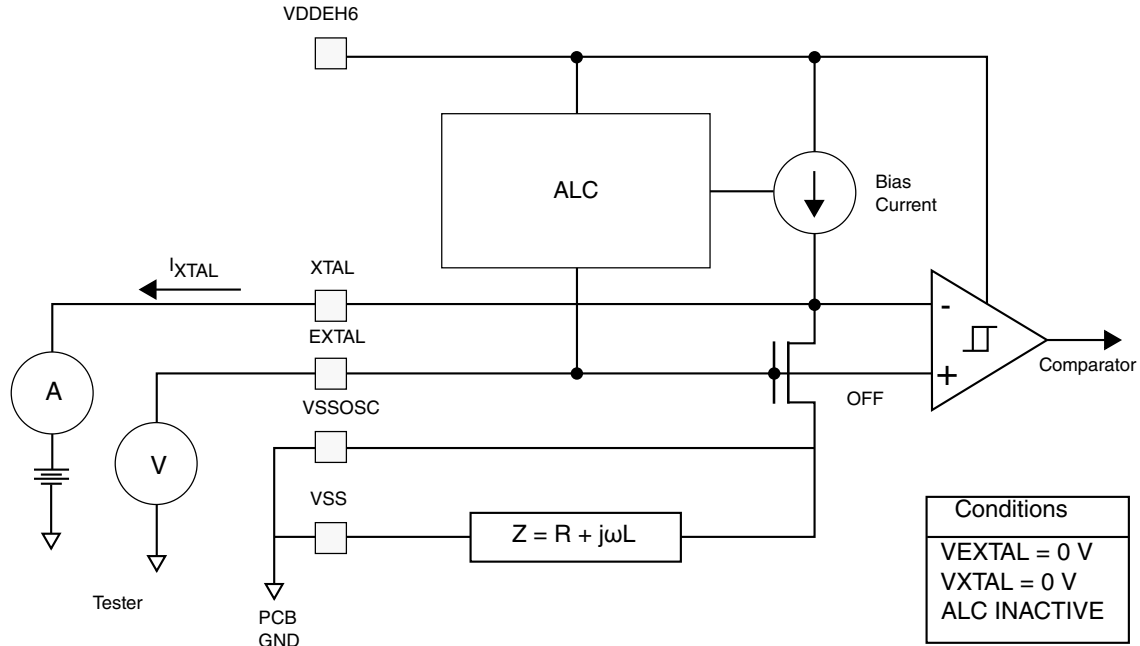 VDDEH6
ALC
Bias
Current
IXTAL
XTAL
EXTAL
-
+
Comparator
A
VSSOSC
OFF
V
VSS
Z = R + jωL
Conditions
VEXTAL = 0 V
VXTAL = 0 V
ALC INACTIVE
Tester
PCB
GND